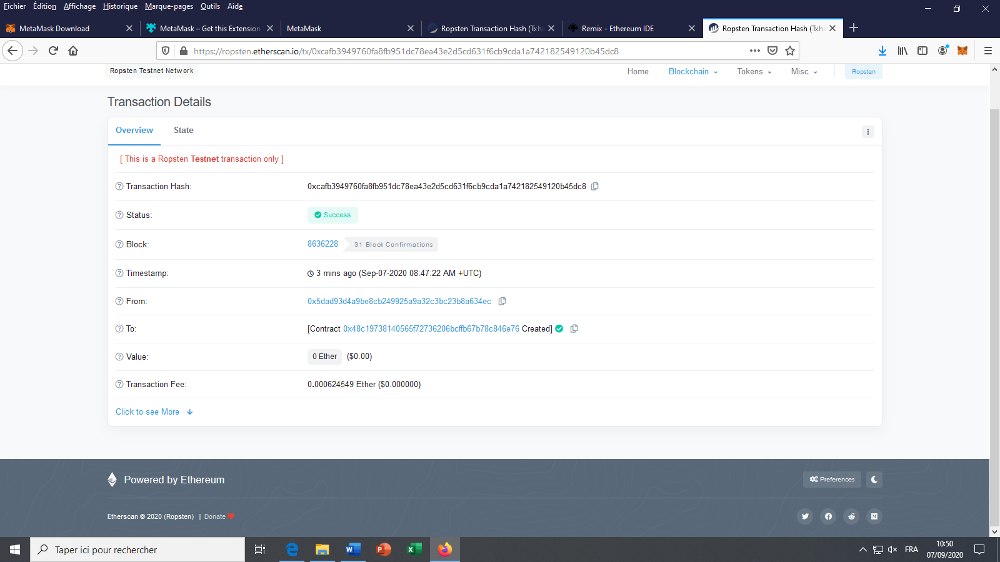 Fichier Édition Affichage Historique Marque-pages Outils Aide
MetaMask Download
MetaMask – Get this Extension
MetaMask
Ropsten Transaction Hash (Txha
Remix - Ethereum IDE
Ropsten Transaction Hash (Txha
https://ropsten.etherscan.io/tx/0xcafb3949760fa8fb951dc78ea43e2d5cd631f6cb9cda1a742182549120b45dc8
Ropsten Testnet Network
Home Blockchain Tokens Misc Ropsten
Transaction Details
Overview State
[ This is a Ropsten Testnet transaction only ]
Transaction Hash: 0xcafb3949760fa8fb951dc78ea43e2d5cd631f6cb9cda1a742182549120b45dc8
Status: Success
Block: 8636228 31 Block Confirmations
Timestamp: 3 mins ago (Sep-07-2020 08:47:22 AM +UTC)
From: 0x5dad93d4a9be8cb249925a9a32c3bc23b8a634ec
To: [Contract 0x48c19738140565f72736206bcffb67b78c846e76 Created]
Value: 0 Ether ($0.00)
Transaction Fee: 0.000624549 Ether ($0.000000)
Click to see More
Powered by Ethereum
Preferences
Etherscan © 2020 (Ropsten) | Donate
Taper ici pour rechercher
FRA
10:50
07/09/2020